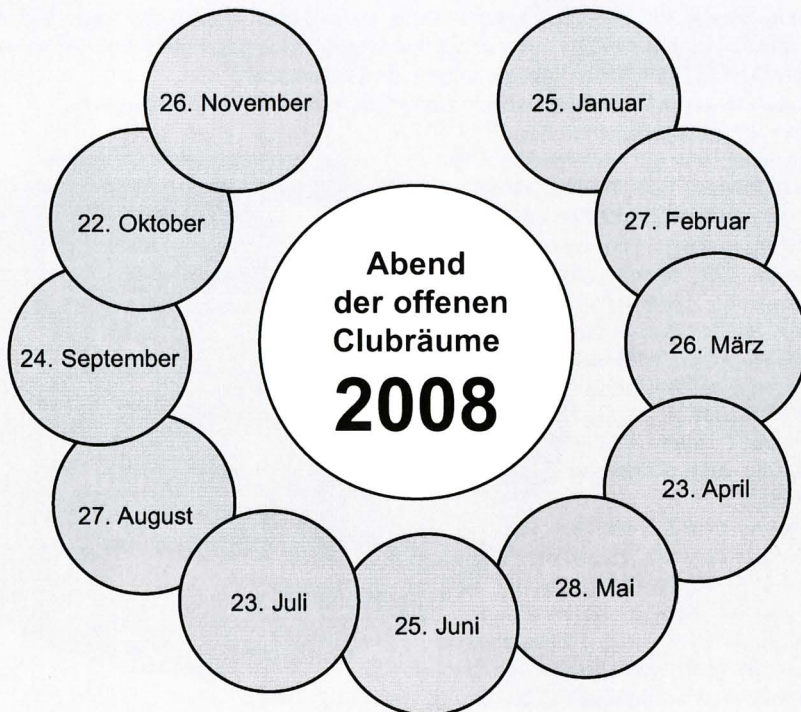 Abend
der offenen
Clubräume
2008
25. Januar
27. Februar
26. März
23. April
28. Mai
25. Juni
23. Juli
27. August
24. September
22. Oktober
26. November